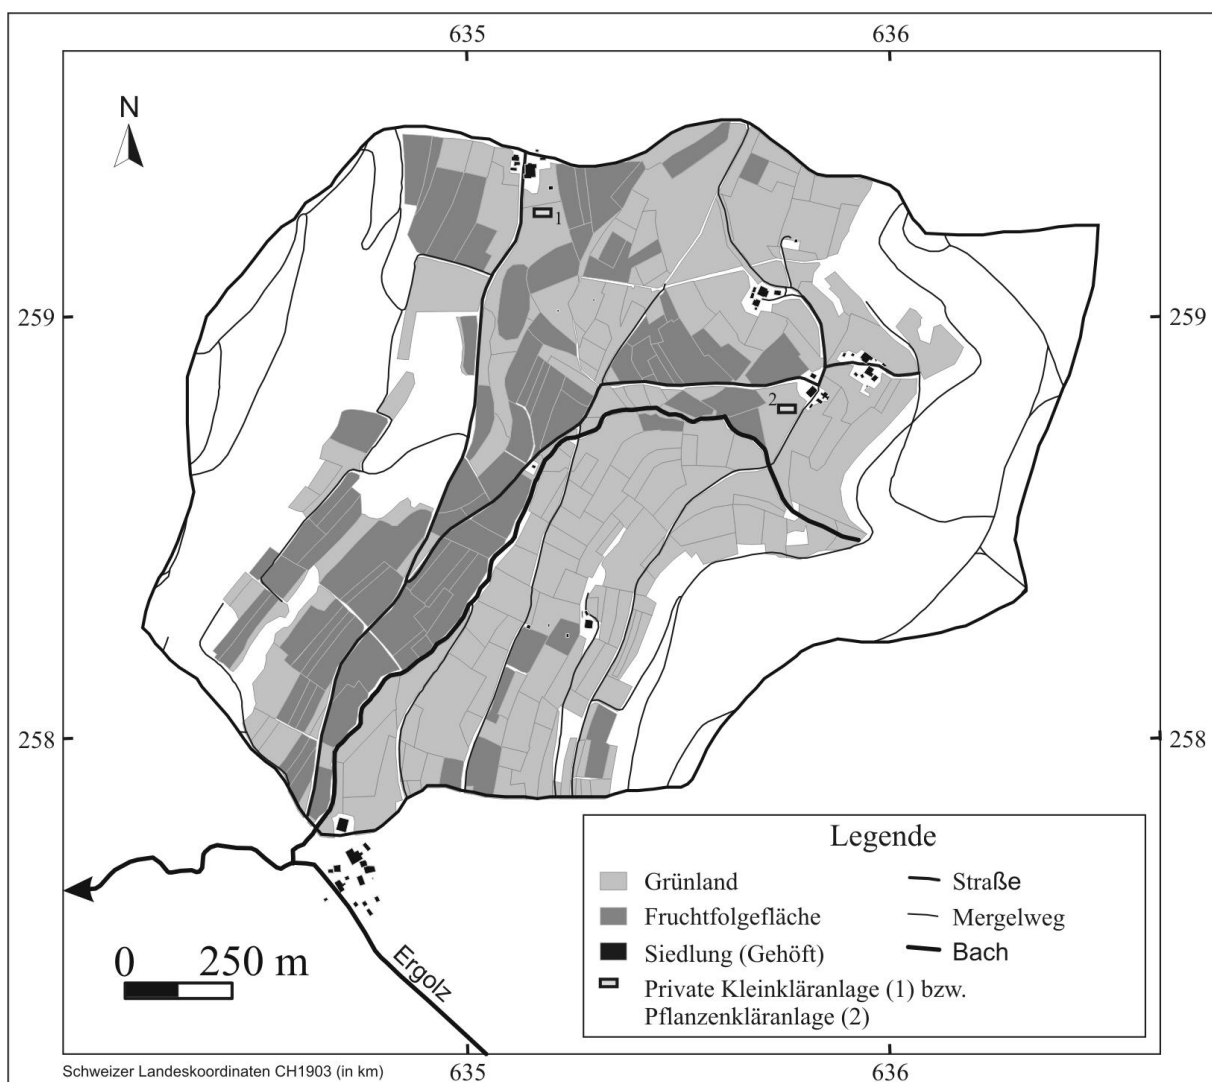 635
636
N
1
259
259
2
258
258
Legende
Grünland
Straße
Fruchtfolgefläche
Mergelweg
Siedlung (Gehöft)
Bach
Private Kleinkläranlage (1) bzw.
Pflanzenkläranlage (2)
0
250 m
Ergolz
Schweizer Landeskoordinaten CH1903 (in km)
635
636